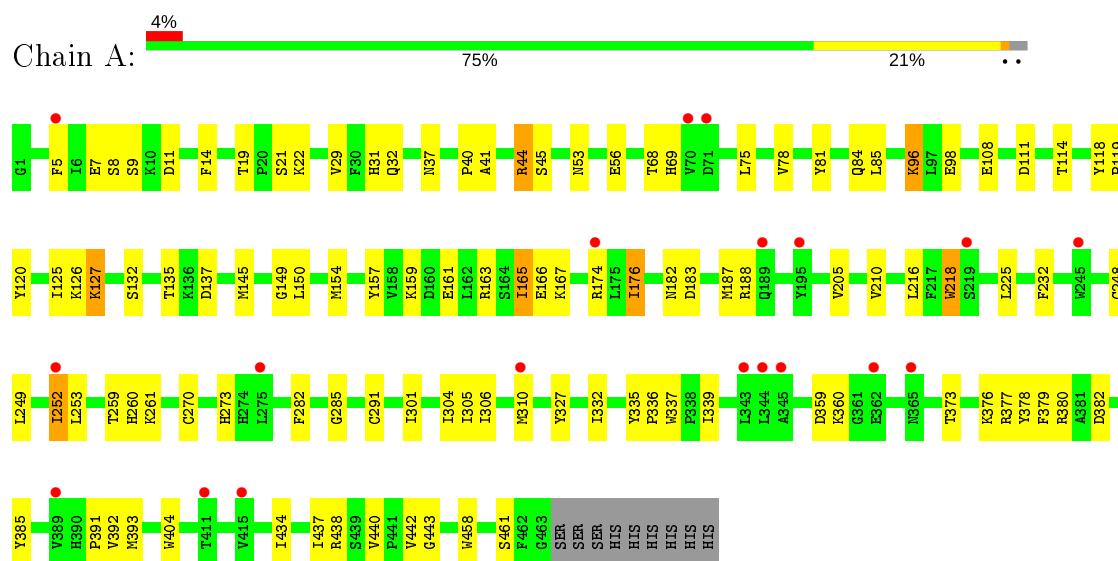 4%
Chain A:
75% 21% • •
G1 F5 I6 E7 S8 S9 K10 D11 F14 T19 P20 S21 K22 V29 F30 H31 Q32 N37 P40 A41 R44 S45 N53 E56 T68 H69 V70 D71 L75 V78 Y81 Q84 L85 K96 L97 E98 E108 D111 T114 Y118
Y120 I125 K126 K127 S132 T135 K136 D137 M145 G149 L150 M154 Y157 V158 K159 D160 E161 L162 R163 S164 I165 E166 K167 R174 L175 I176 N182 D183 M187 R188 Q189 Y195 V205 V210 L216 F217 W218 S219 L225 F232 W245
L249 I252 L253 T259 H260 K261 C270 H273 H274 L275 F282 G285 C291 I301 I304 I305 I306 M310 Y327 I332 Y335 P336 W337 P338 I339 L343 L344 A345 D359 K360 G361 E362 N365 T373 K376 R377 Y378 F379 R380 A381 D382
Y385 V389 H390 P391 V392 M393 W404 T411 V415 I434 I437 R438 S439 V440 P441 V442 G443 W458 S461 F462 G463 SER SER SER HIS HIS HIS HIS HIS HIS